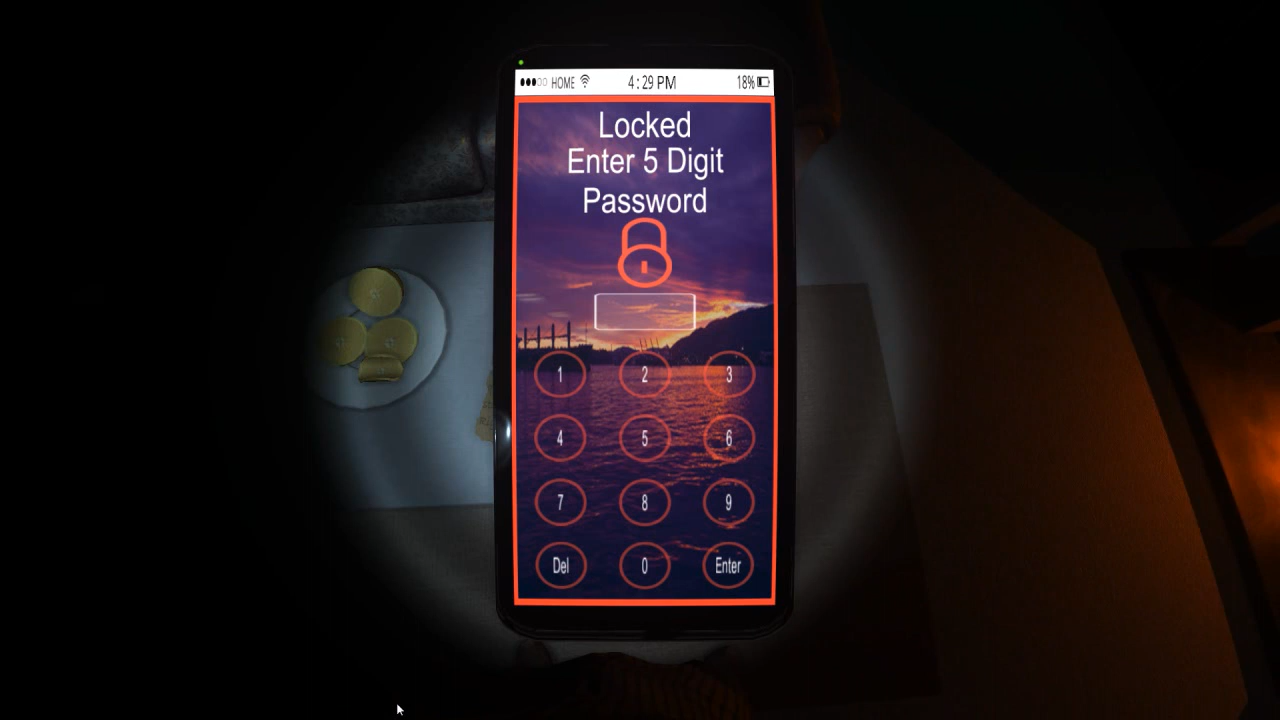 HOME 4:29 PM 18%
Locked
Enter 5 Digit
Password
1 2 3
4 5 6
7 8 9
Del 0 Enter